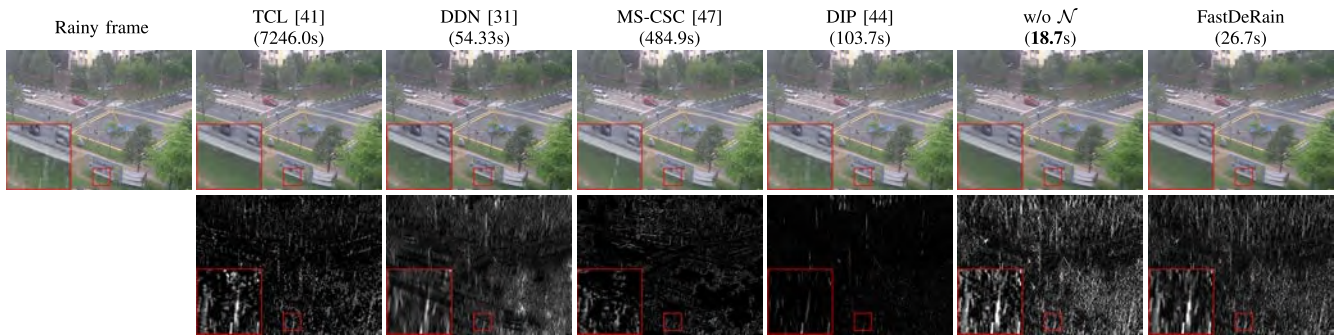 Rainy frame
TCL [41]
(7246.0s)
DDN [31]
(54.33s)
MS-CSC [47]
(484.9s)
DIP [44]
(103.7s)
w/o 𝒩
(18.7s)
FastDeRain
(26.7s)